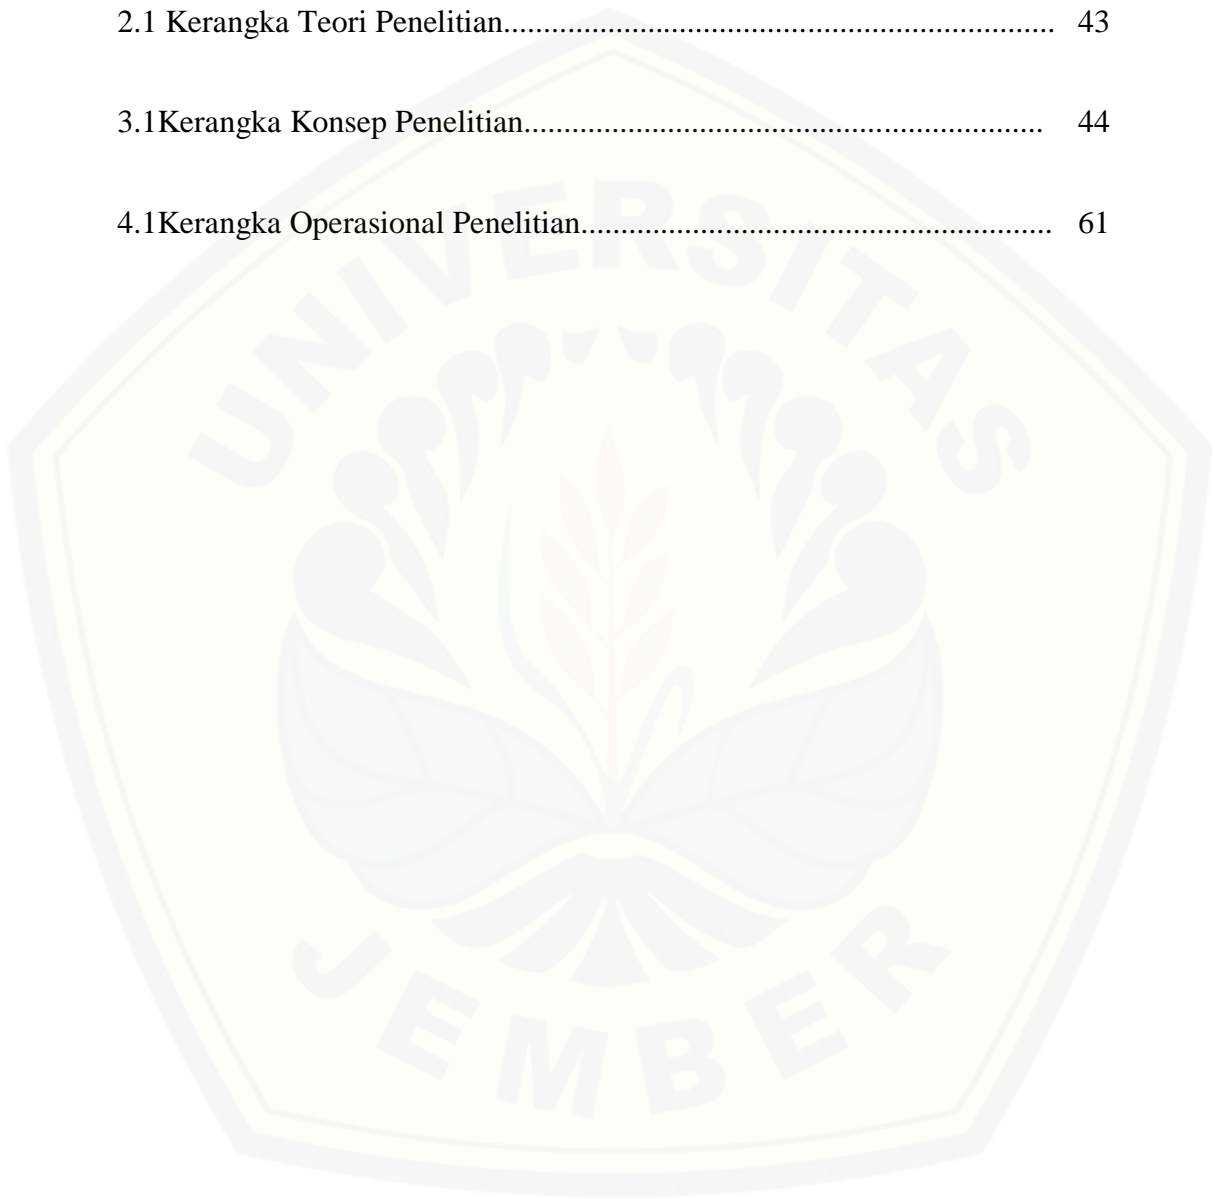 2.1 Kerangka Teori Penelitian..................................................................... 43
3.1Kerangka Konsep Penelitian................................................................. 44
4.1Kerangka Operasional Penelitian........................................................... 61
UNIVERSITAS
JEMBER